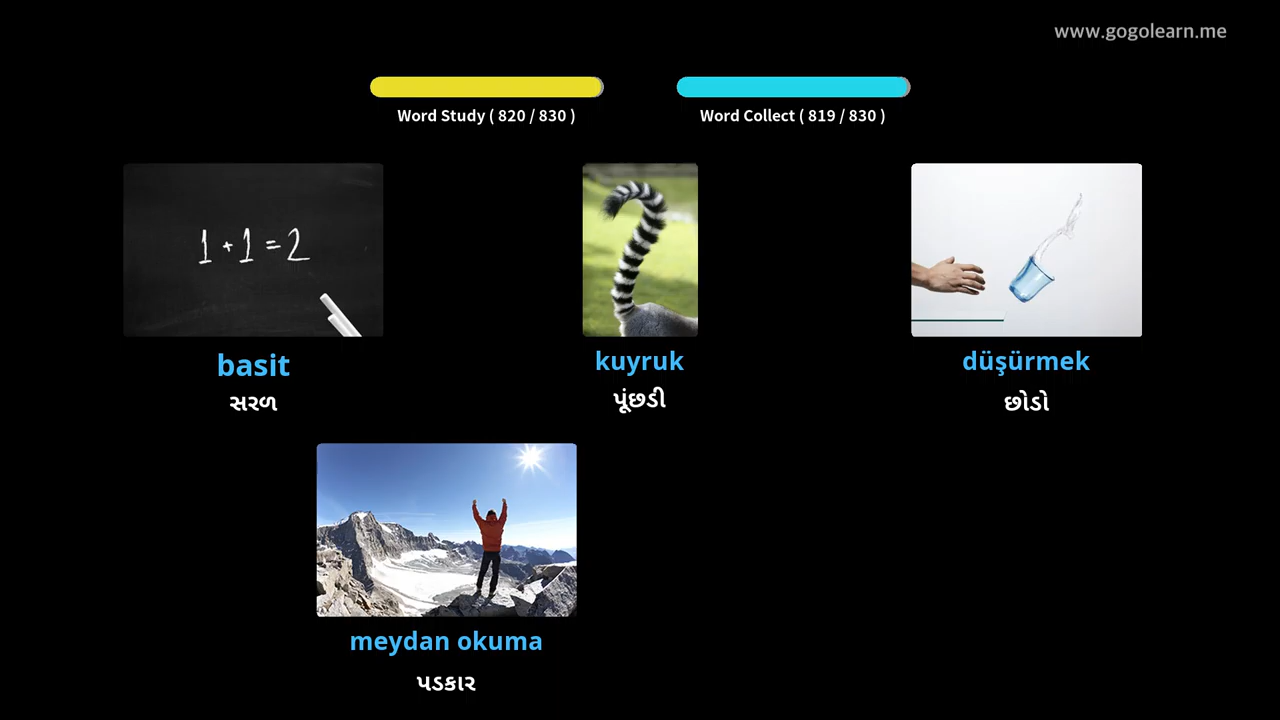 www.gogolearn.me
Word Study ( 820 / 830 )
Word Collect ( 819 / 830 )
1 + 1 = 2
basit
સરળ
kuyruk
પૂંછડી
düşürmek
છોડો
meydan okuma
પડકાર